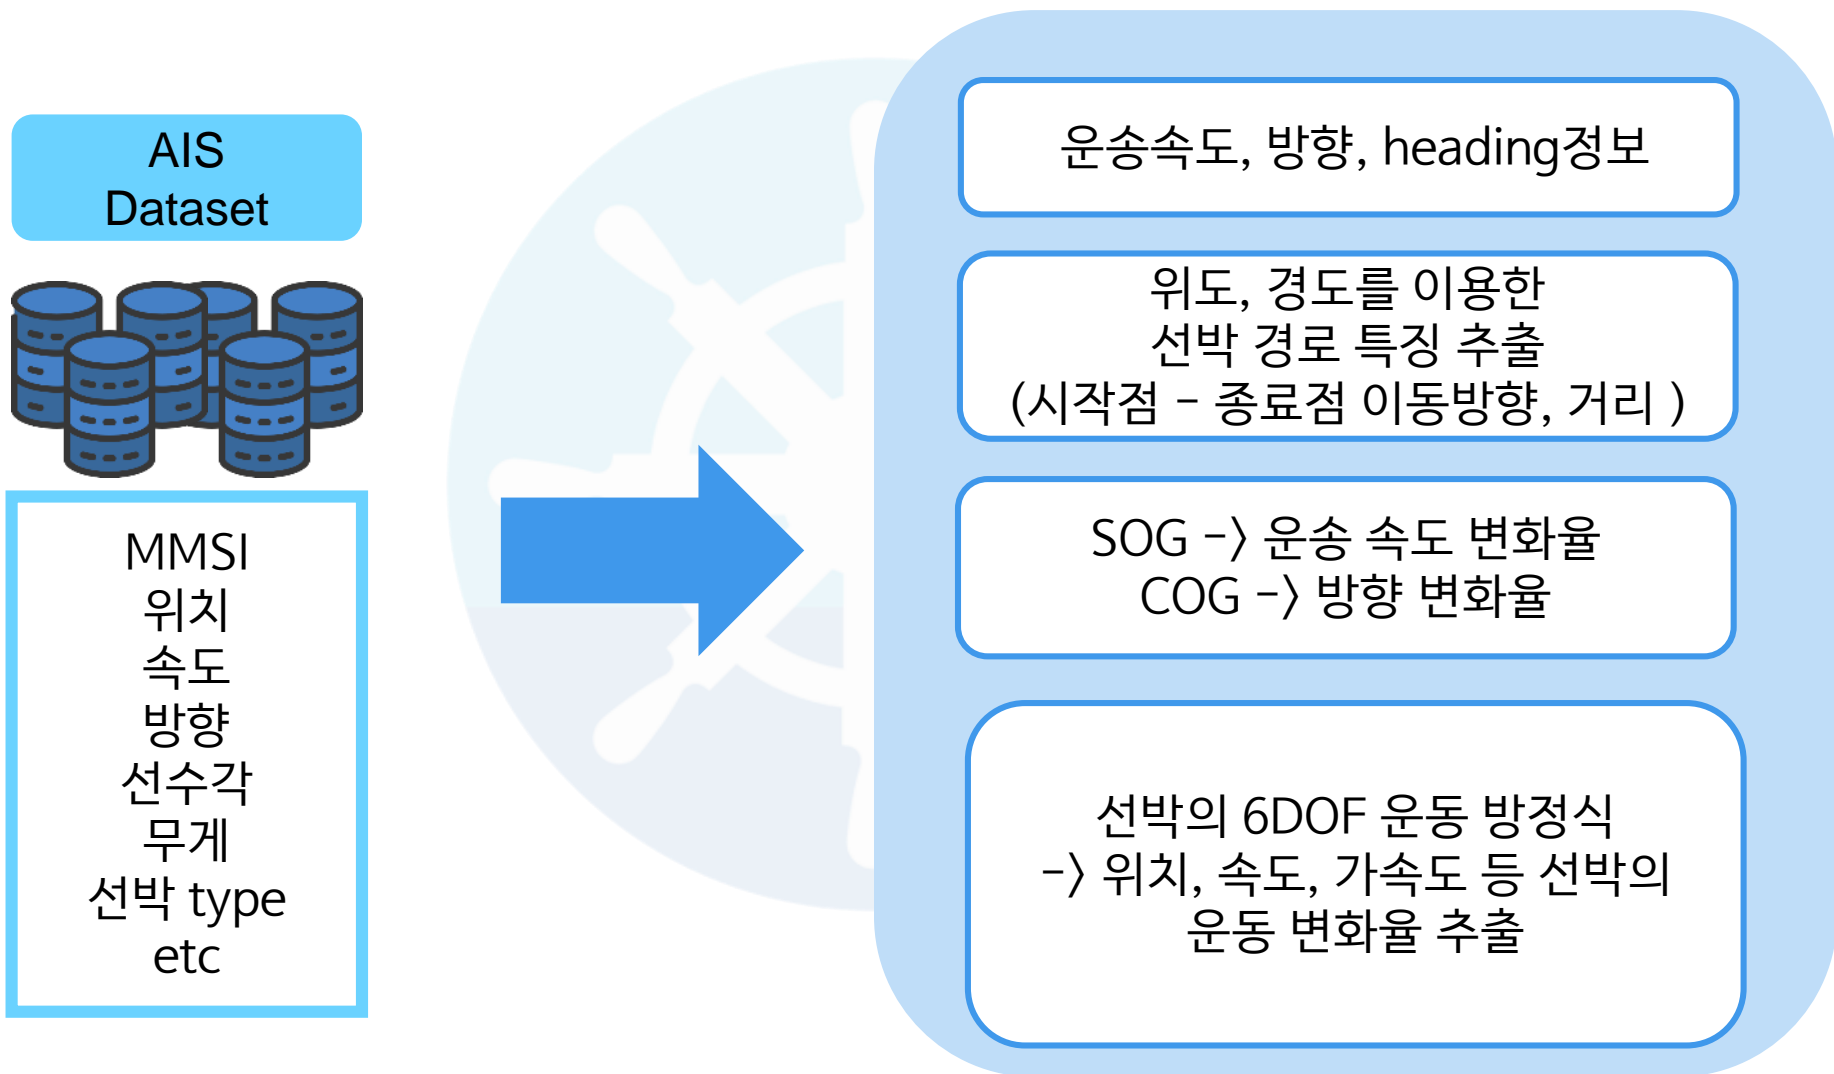 AIS
Dataset
MMSI
위치
속도
방향
선수각
무게
선박 type
etc
운송속도, 방향, heading정보
위도, 경도를 이용한
선박 경로 특징 추출
(시작점 - 종료점 이동방향, 거리 )
SOG -> 운송 속도 변화율
COG -> 방향 변화율
선박의 6DOF 운동 방정식
-> 위치, 속도, 가속도 등 선박의
운동 변화율 추출